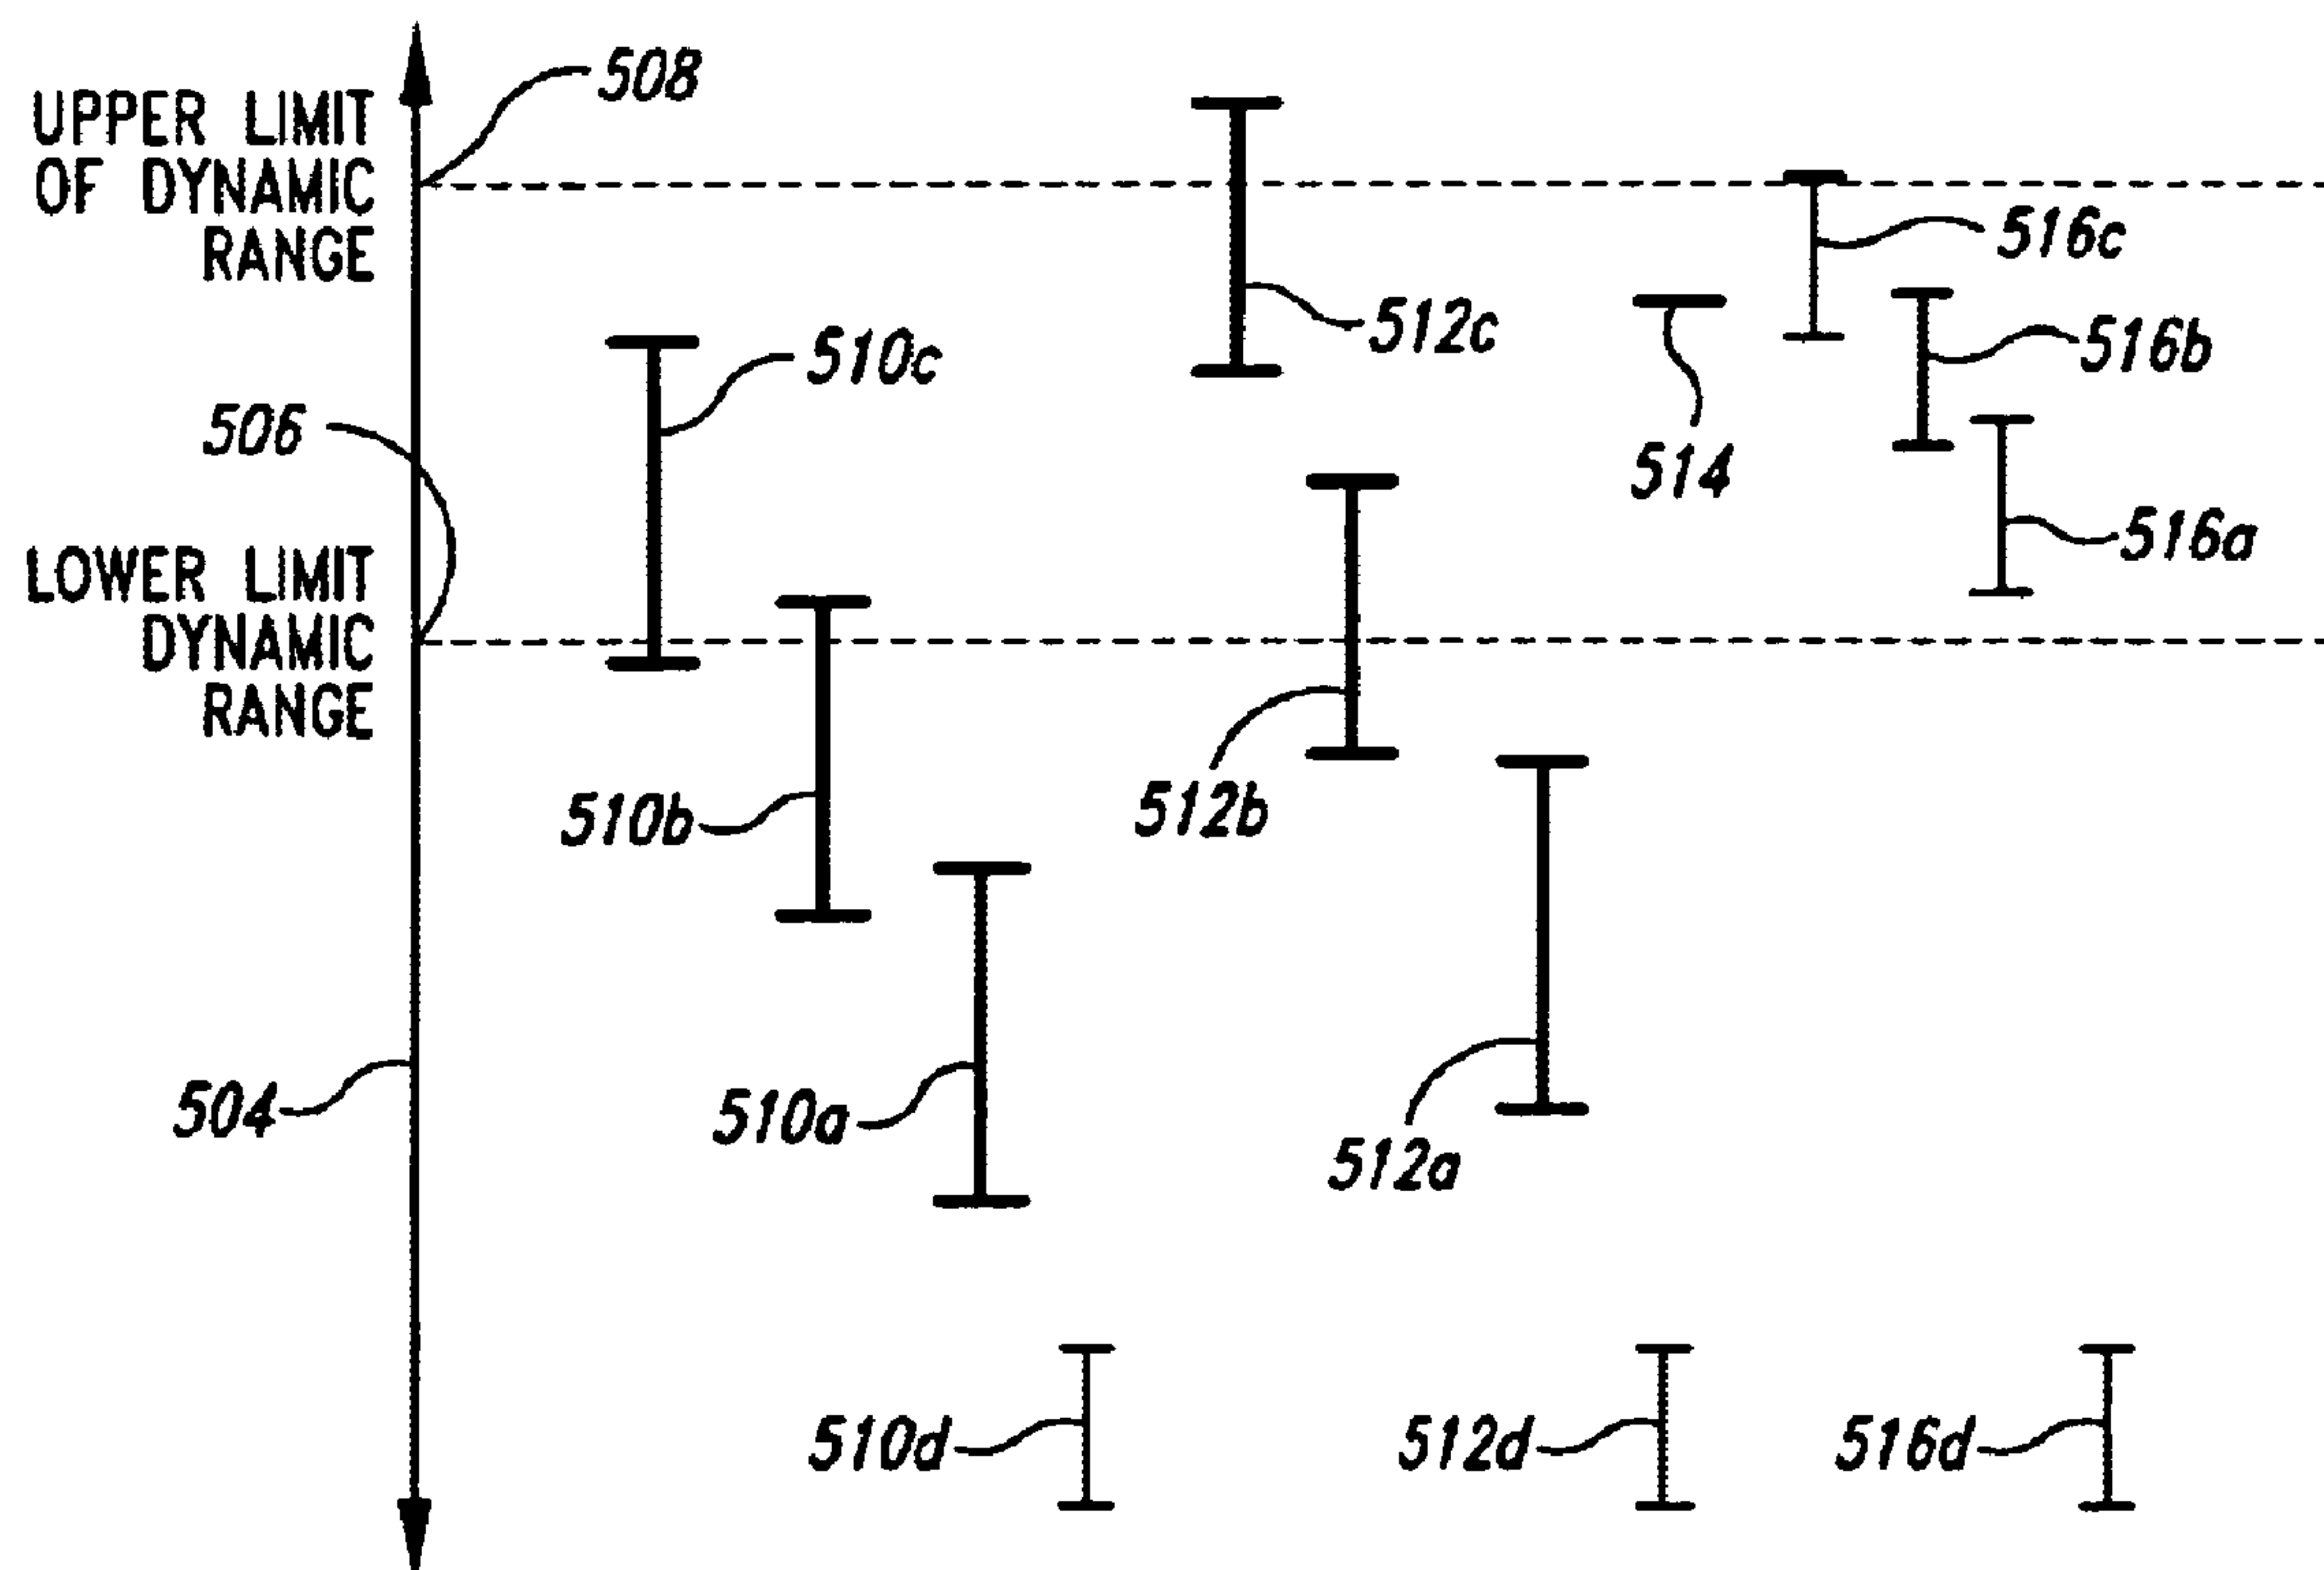 508
UPPER LIMIT
OF DYNAMIC
RANGE
516c
512c
510c
516b
506
514
516a
LOWER LIMIT
DYNAMIC
RANGE
510b
512b
504
510a
512a
510d
512d
516d